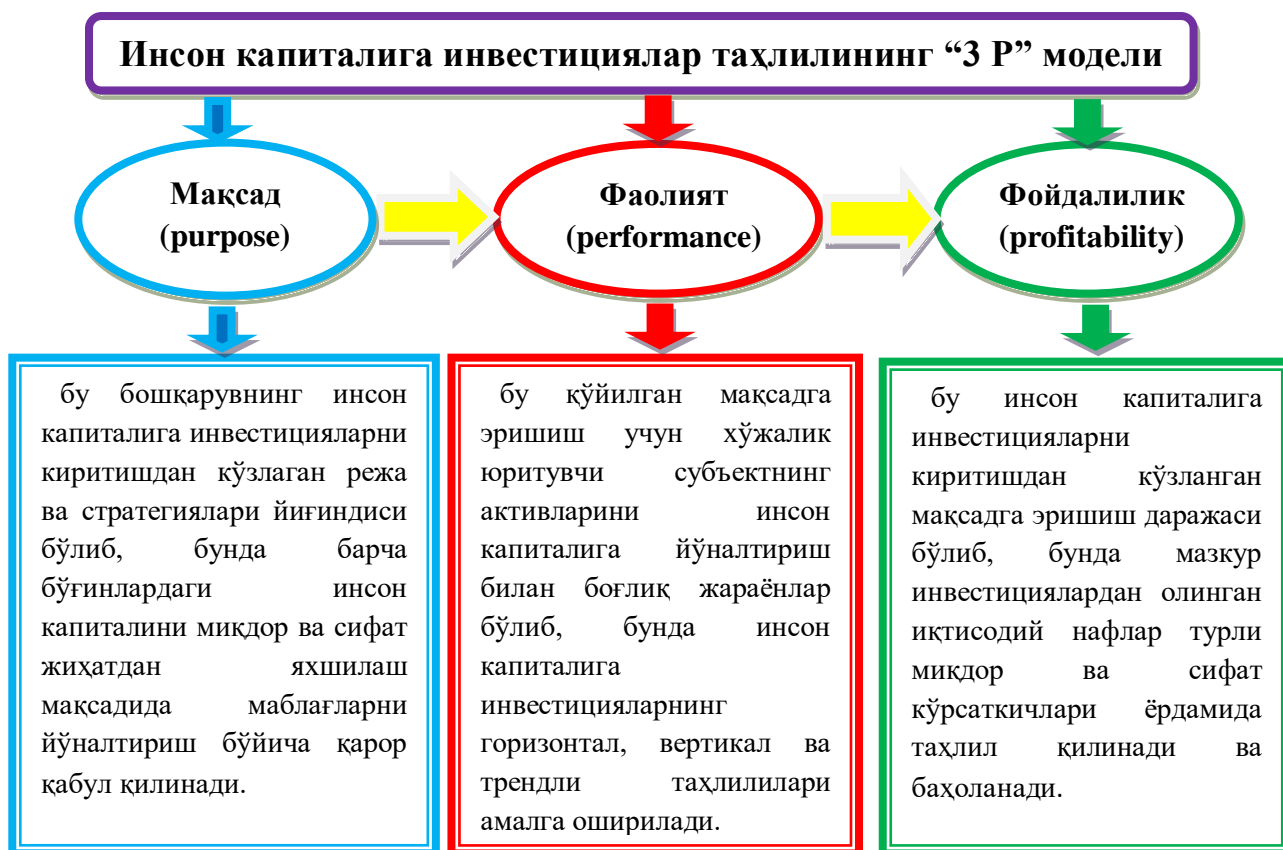 Инсон капиталига инвестициялар таҳлилининг “3 P” модели
Мақсад
(purpose)
Фаолият
(performance)
Фойдалилик
(profitability)
бу бошқарувнинг инсон
капиталига инвестицияларни
киритишдан кўзлаган режа
ва стратегиялари йиғиндиси
бўлиб, бунда барча
бўғинлардаги инсон
капиталини миқдор ва сифат
жиҳатдан яхшилаш
мақсадида маблағларни
йўналтириш бўйича қарор
қабул қилинади.
бу қўйилган мақсадга
эришиш учун хўжалик
юритувчи субъектнинг
активларини инсон
капиталига йўналтириш
билан боғлиқ жараёнлар
бўлиб, бунда инсон
капиталига
инвестицияларнинг
горизонтал, вертикал ва
трендли таҳлилилари
амалга оширилади.
бу инсон капиталига
инвестицияларни
киритишдан кўзланган
мақсадга эришиш даражаси
бўлиб, бунда мазкур
инвестициялардан олинган
иқтисодий нафлар турли
миқдор ва сифат
кўрсаткичлари ёрдамида
таҳлил қилинади ва
баҳоланади.